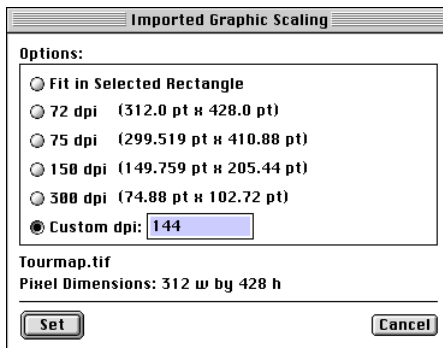 Imported Graphic Scaling
Options:
Fit in Selected Rectangle
72 dpi (312.0 pt x 428.0 pt)
75 dpi (299.519 pt x 410.88 pt)
150 dpi (149.759 pt x 205.44 pt)
300 dpi (74.88 pt x 102.72 pt)
Custom dpi: 144
Tourmap.tif
Pixel Dimensions: 312 w by 428 h
Set Cancel